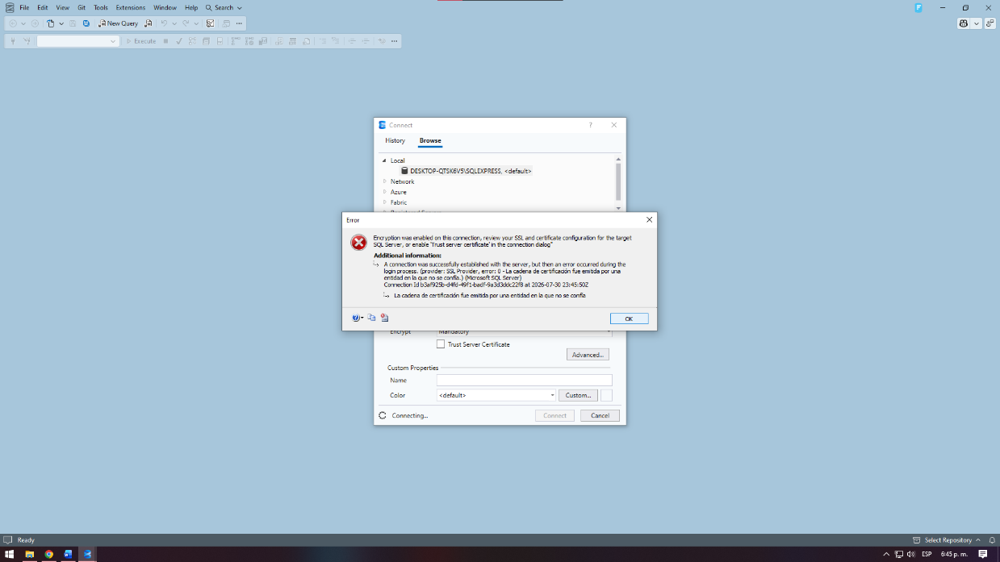 File Edit View Git Tools Extensions Window Help Search
New Query
Execute
Connect ?
History Browse
Local
DESKTOP-QTSK6V5\SQLEXPRESS, <default>
Network
Azure
Fabric
Error
Encryption was enabled on this connection, review your SSL and certificate configuration for the target
SQL Server, or enable 'Trust server certificate' in the connection dialog"
Additional information:
A connection was successfully established with the server, but then an error occurred during the
login process. (provider: SSL Provider, error: 0 - La cadena de certificación fue emitida por una
entidad en la que no se confía.) (Microsoft SQL Server)
Connection Id b3af925b-d4fd-49f1-badf-9a3d3ddc22f8 at 2026-07-30 23:45:50Z
La cadena de certificación fue emitida por una entidad en la que no se confía
OK
Encrypt Mandatory
Trust Server Certificate
Advanced...
Custom Properties
Name
Color <default> Custom...
Connecting... Connect Cancel
Ready Select Repository
ESP 6:45 p. m.